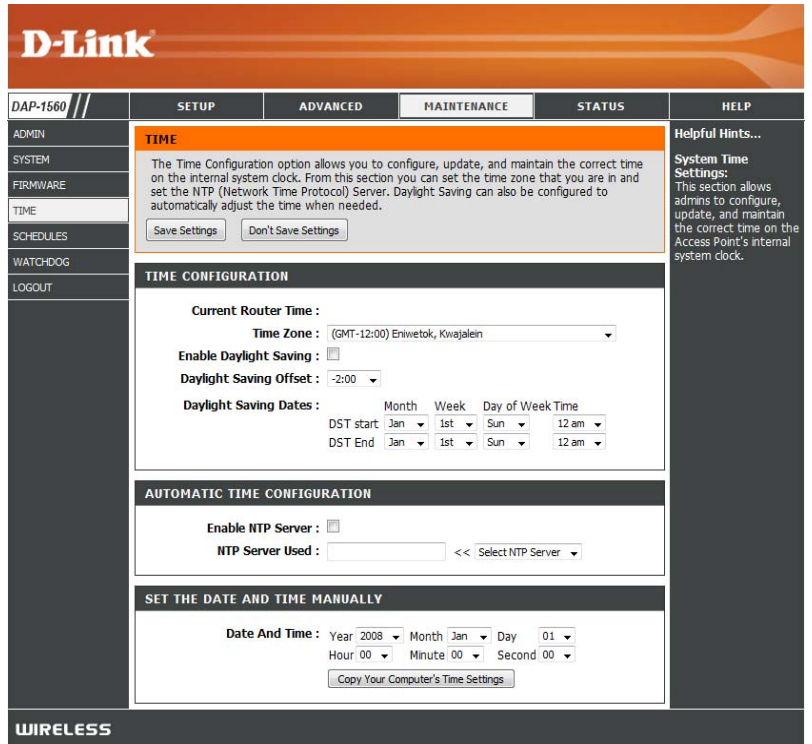 D-Link
DAP-1560
SETUP
ADVANCED
MAINTENANCE
STATUS
HELP
ADMIN
SYSTEM
FIRMWARE
TIME
SCHEDULES
WATCHDOG
LOGOUT
TIME
The Time Configuration option allows you to configure, update, and maintain the correct time
on the internal system clock. From this section you can set the time zone that you are in and
set the NTP (Network Time Protocol) Server. Daylight Saving can also be configured to
automatically adjust the time when needed.
Save Settings
Don't Save Settings
TIME CONFIGURATION
Current Router Time :
Time Zone : (GMT-12:00) Eniwetok, Kwajalein
Enable Daylight Saving :
Daylight Saving Offset : -2:00
Daylight Saving Dates : Month Week Day of Week Time
DST start Jan 1st Sun 12 am
DST End Jan 1st Sun 12 am
AUTOMATIC TIME CONFIGURATION
Enable NTP Server :
NTP Server Used : << Select NTP Server
SET THE DATE AND TIME MANUALLY
Date And Time : Year 2008 Month Jan Day 01
Hour 00 Minute 00 Second 00
Copy Your Computer's Time Settings
Helpful Hints...
System Time
Settings:
This section allows
admins to configure,
update, and maintain
the correct time on the
Access Point's internal
system clock.
WIRELESS